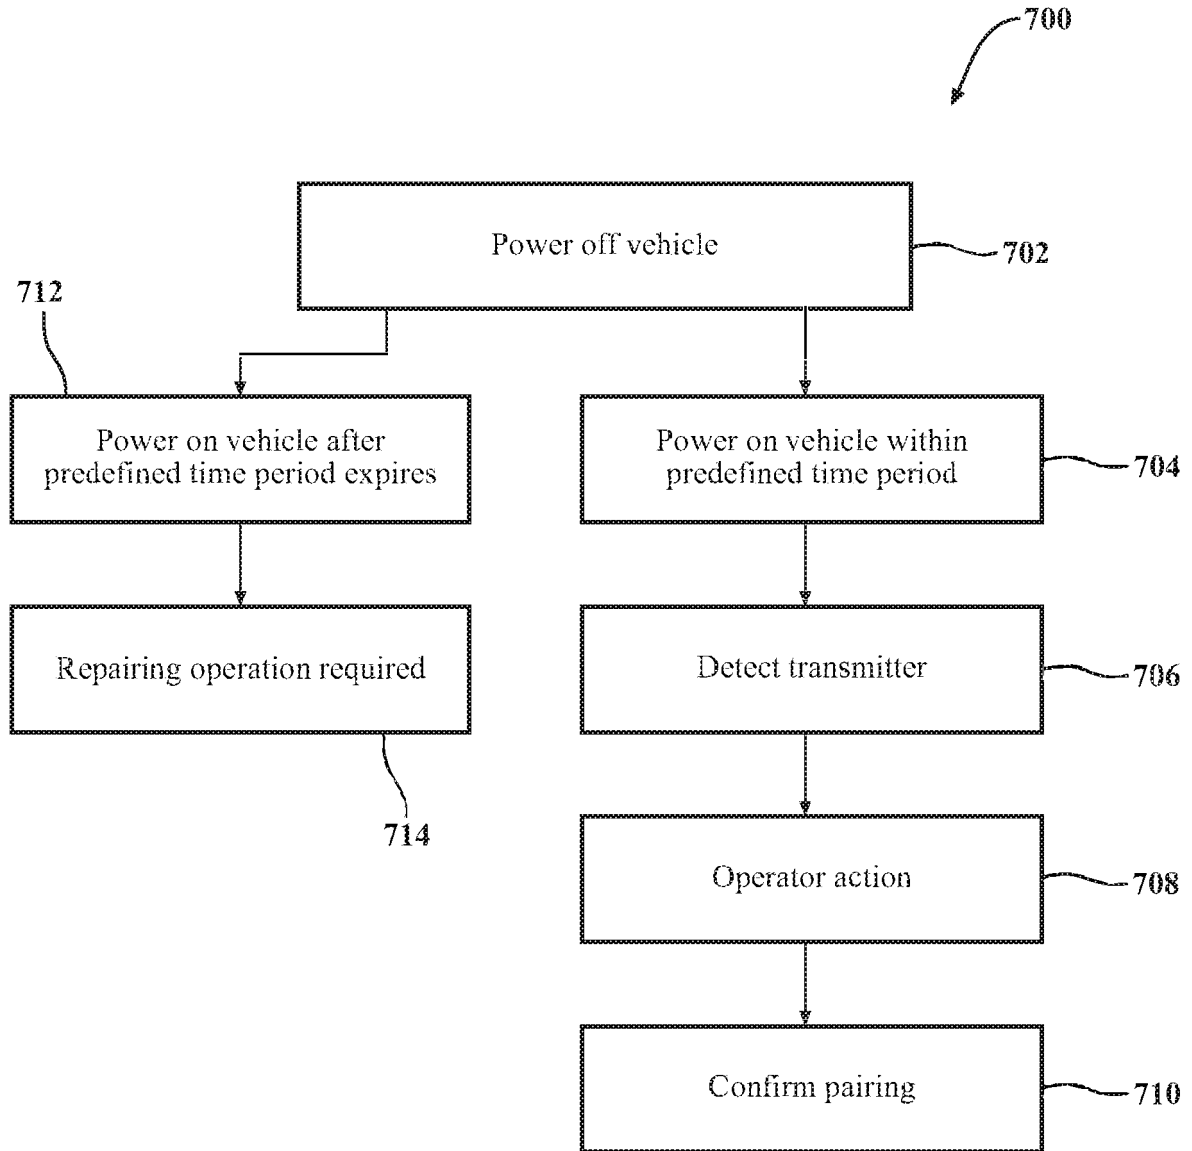 700
Power off vehicle
702
712
Power on vehicle after
predefined time period expires
Power on vehicle within
predefined time period
704
Repairing operation required
714
Detect transmitter
706
Operator action
708
Confirm pairing
710